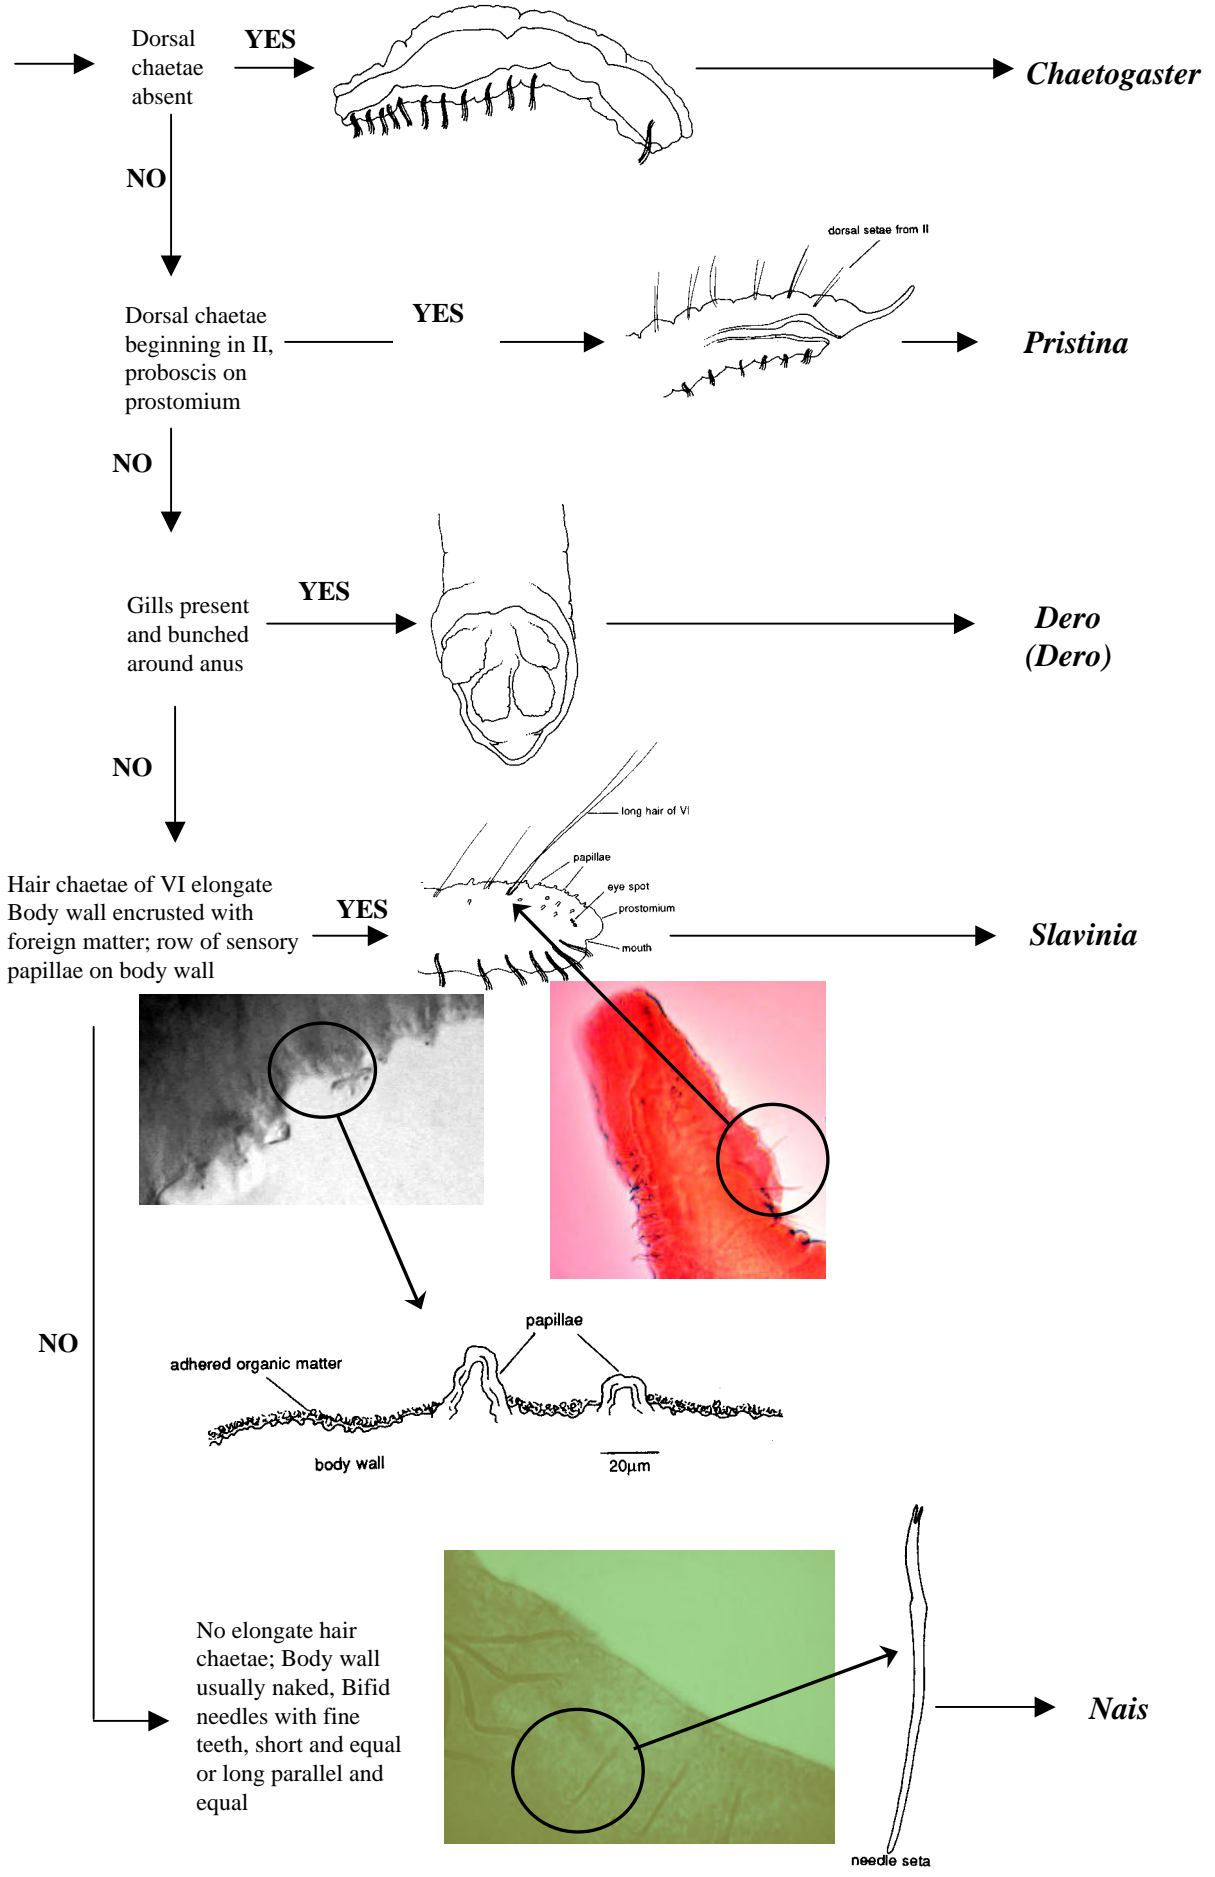 Dorsal
chaetae
absent
YES
Chaetogaster
NO
dorsal setae from II
Dorsal chaetae
beginning in II,
proboscis on
prostomium
YES
Pristina
NO
Gills present
and bunched
around anus
YES
Dero
(Dero)
NO
long hair of VI
papillae
eye spot
prostomium
mouth
Hair chaetae of VI elongate
Body wall encrusted with
foreign matter; row of sensory
papillae on body wall
YES
Slavinia
NO
papillae
adhered organic matter
body wall
20µm
No elongate hair
chaetae; Body wall
usually naked, Bifid
needles with fine
teeth, short and equal
or long parallel and
equal
Nais
needle seta